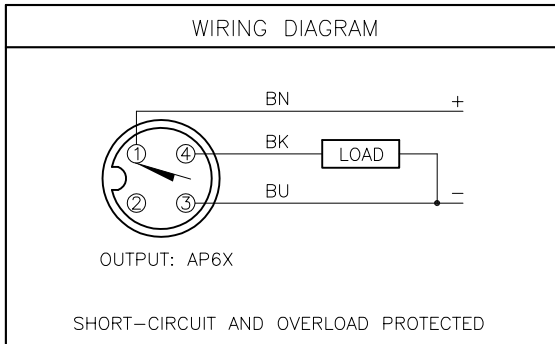 WIRING DIAGRAM
BN +
1 4 BK LOAD
2 3 BU -
OUTPUT: AP6X
SHORT-CIRCUIT AND OVERLOAD PROTECTED